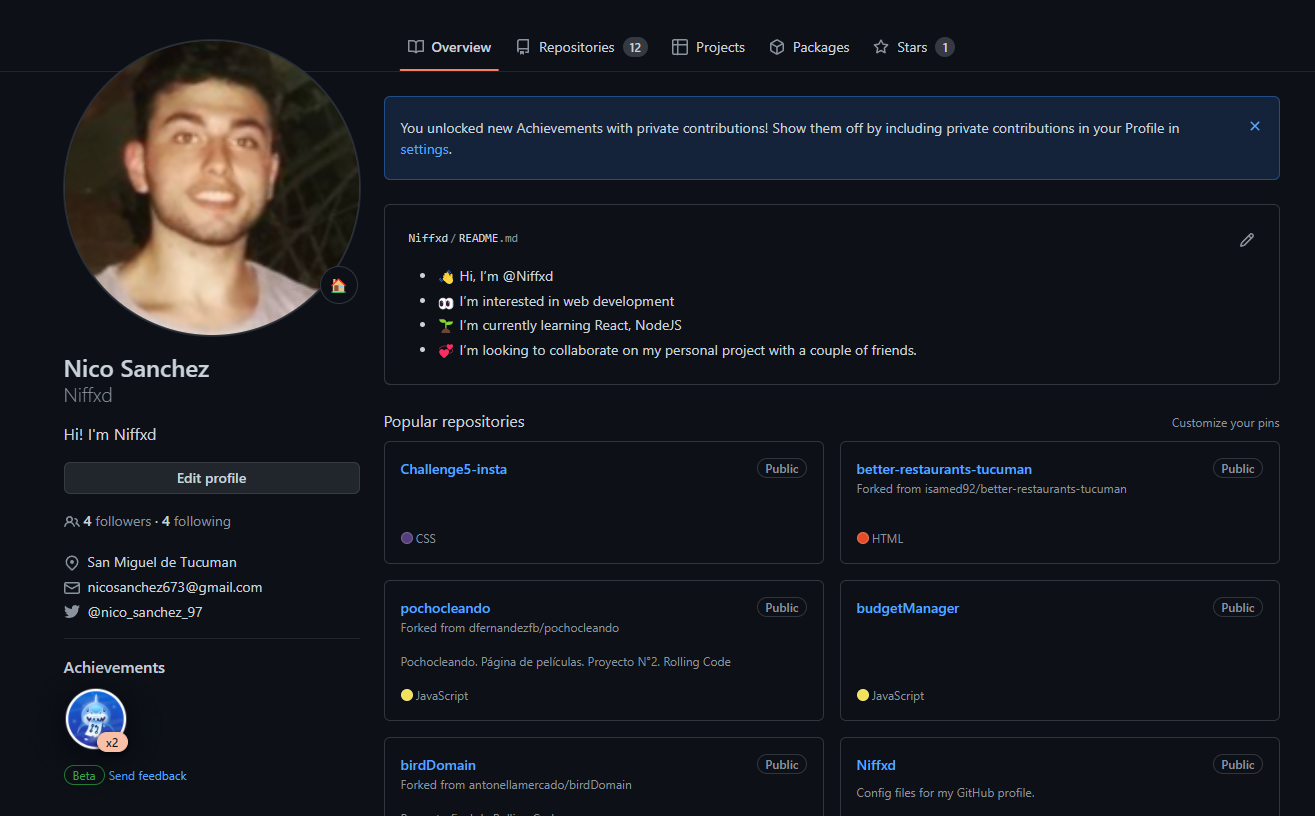 Overview
Repositories 12
Projects
Packages
Stars 1
You unlocked new Achievements with private contributions! Show them off by including private contributions in your Profile in
settings.
Niffxd / README.md
Hi, I'm @Niffxd
I'm interested in web development
I'm currently learning React, NodeJS
I'm looking to collaborate on my personal project with a couple of friends.
Nico Sanchez
Niffxd
Hi! I'm Niffxd
Edit profile
4 followers · 4 following
San Miguel de Tucuman
nicosanchez673@gmail.com
@nico_sanchez_97
Achievements
x2
Beta Send feedback
Popular repositories
Customize your pins
Challenge5-insta
Public
CSS
better-restaurants-tucuman
Public
Forked from isamed92/better-restaurants-tucuman
HTML
pochocleando
Public
Forked from dfernandezfb/pochocleando
Pochocleando. Página de películas. Proyecto N°2. Rolling Code
JavaScript
budgetManager
Public
JavaScript
birdDomain
Public
Forked from antonellamercado/birdDomain
Niffxd
Public
Config files for my GitHub profile.